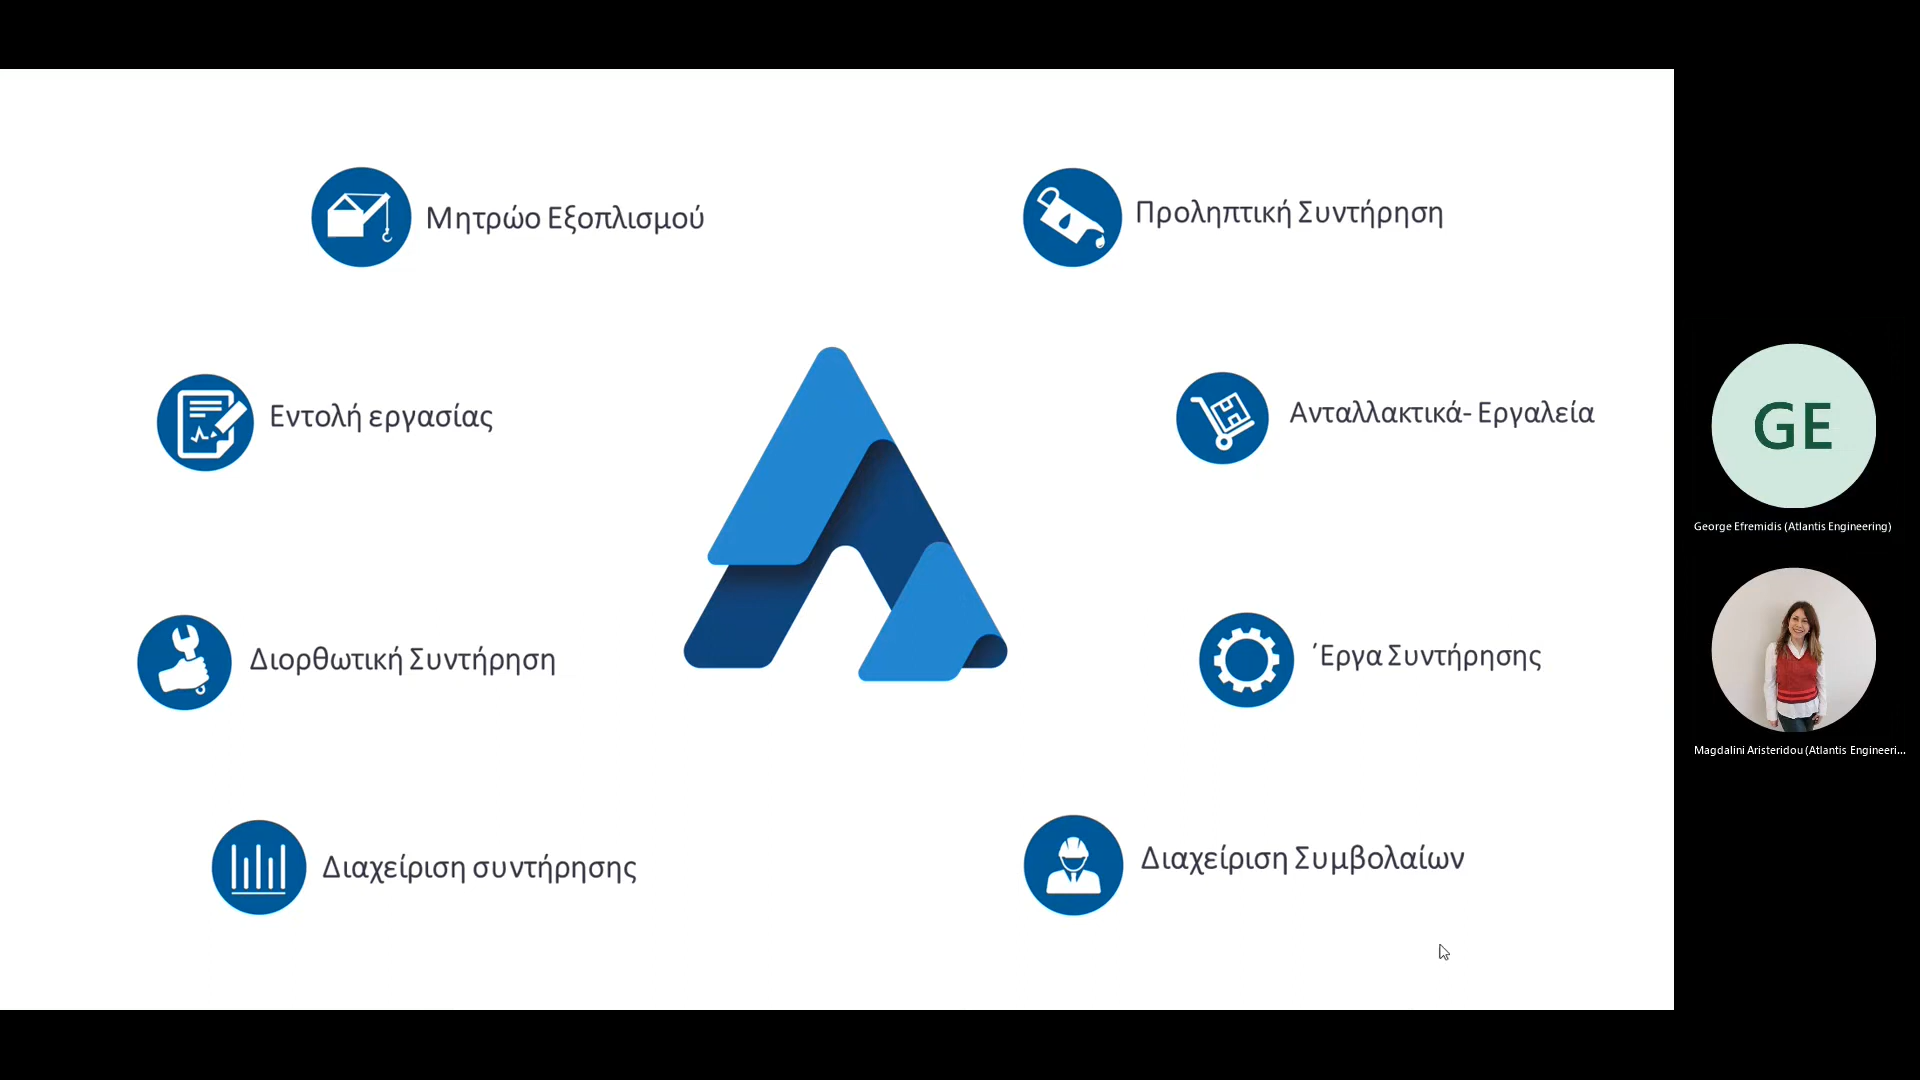 Μητρώο Εξοπλισμού
Προληπτική Συντήρηση
Εντολή εργασίας
Ανταλλακτικά- Εργαλεία
Διορθωτική Συντήρηση
΄Εργα Συντήρησης
Διαχείριση συντήρησης
Διαχείριση Συμβολαίων
GE
George Efremidis (Atlantis Engineering)
Magdalini Aristeridou (Atlantis Engineeri...